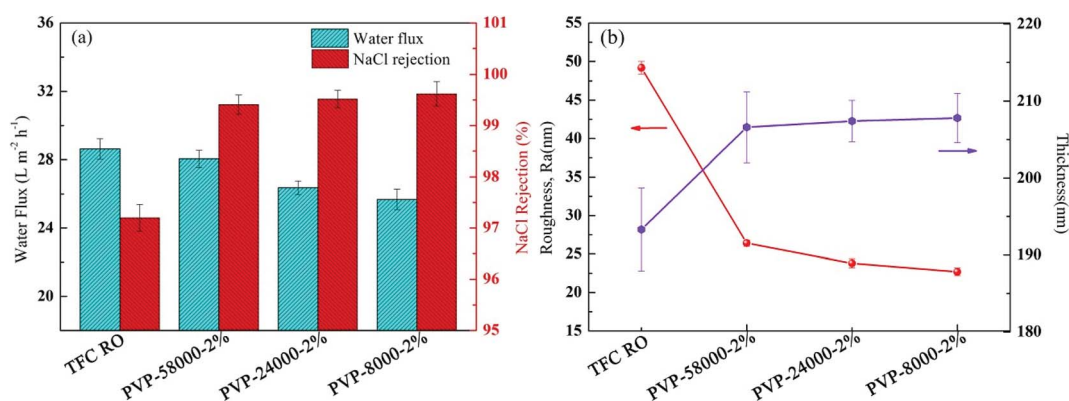 (a)
Water flux
NaCl rejection
Water Flux (L m⁻² h⁻¹)
36
32
28
24
20
NaCl Rejection (%)
101
100
99
98
97
96
95
TFC RO
PVP-58000-2%
PVP-24000-2%
PVP-8000-2%
(b)
Roughness, Ra(nm)
55
50
45
40
35
30
25
20
15
Thickness(nm)
220
210
200
190
180
TFC RO
PVP-58000-2%
PVP-24000-2%
PVP-8000-2%